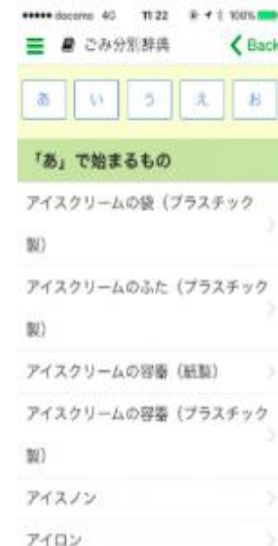 docomo 4G 11:22 100%
ごみ分別辞典 Back
あ い う え お
「あ」で始まるもの
アイスクリームの袋（プラスチック
製）
アイスクリームのふた（プラスチック
製）
アイスクリームの容器（紙製）
アイスクリームの容器（プラスチック
製）
アイスノン
アイロン